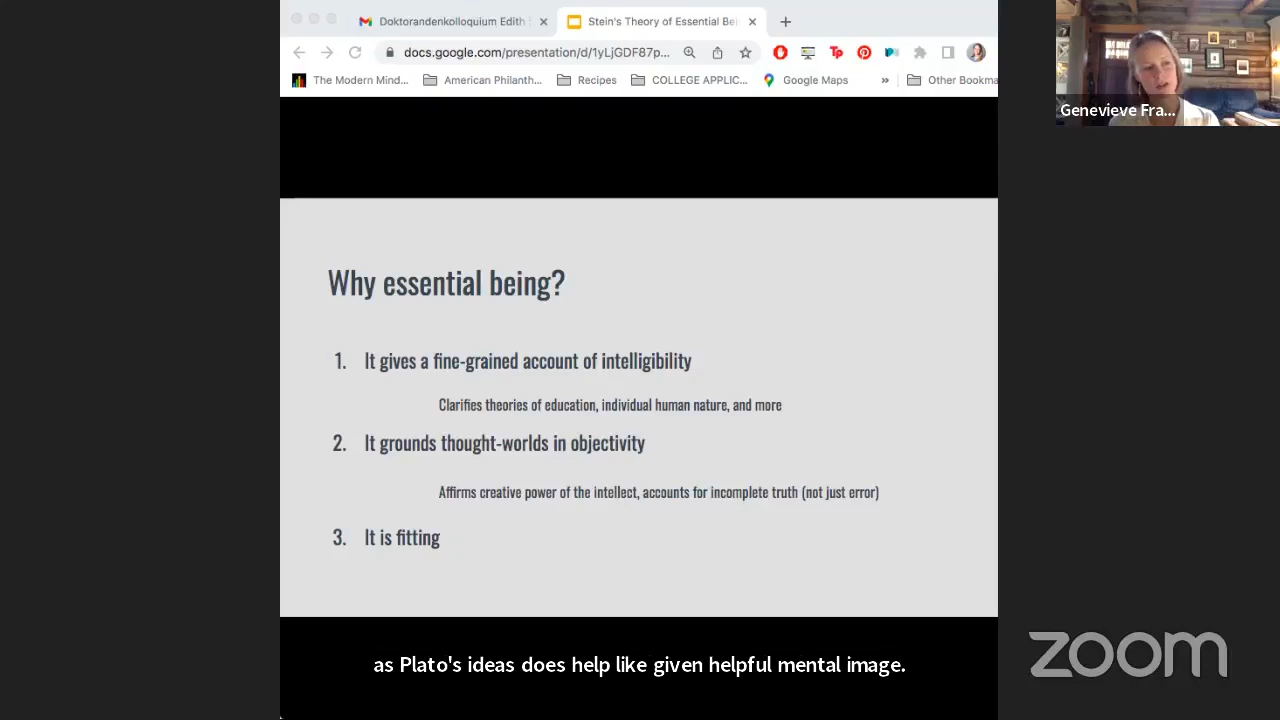 Doktorandenkolloquium Edith
Stein's Theory of Essential Bei
docs.google.com/presentation/d/1yLjGDF87p...
The Modern Mind...
American Philanth...
Recipes
COLLEGE APPLIC...
Google Maps
»
Other Bookma
Genevieve Fra...
Why essential being?
1. It gives a fine-grained account of intelligibility
Clarifies theories of education, individual human nature, and more
2. It grounds thought-worlds in objectivity
Affirms creative power of the intellect, accounts for incomplete truth (not just error)
3. It is fitting
as Plato's ideas does help like given helpful mental image.
zoom